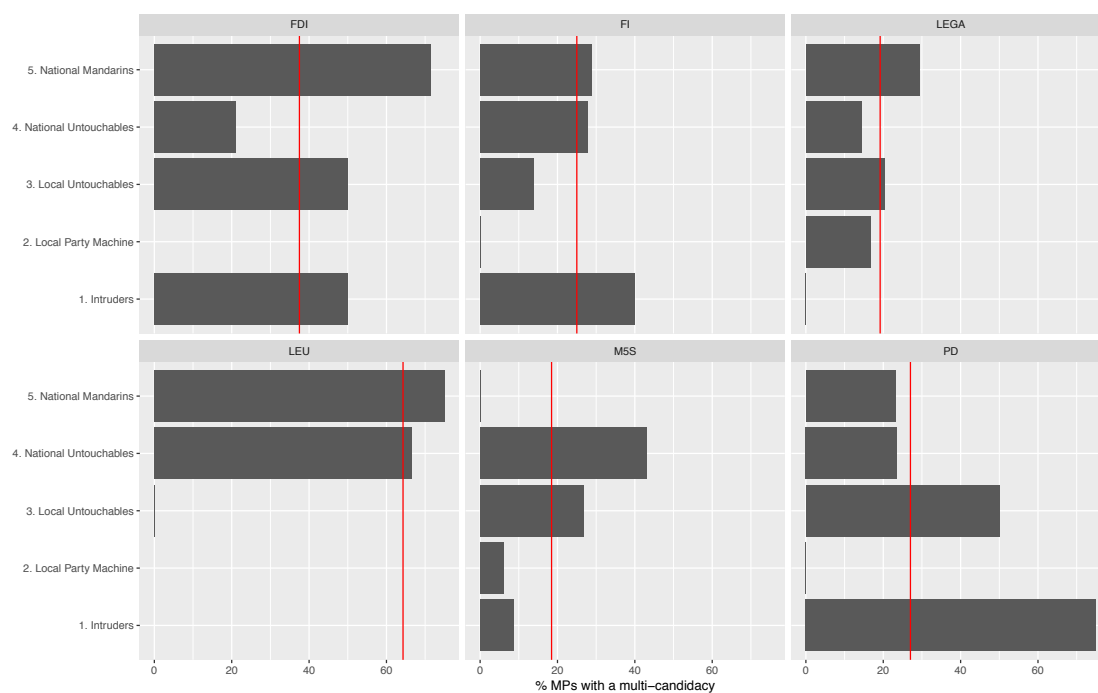 FDI
FI
LEGA
5. National Mandarins
4. National Untouchables
3. Local Untouchables
2. Local Party Machine
1. Intruders
LEU
M5S
PD
5. National Mandarins
4. National Untouchables
3. Local Untouchables
2. Local Party Machine
1. Intruders
0 20 40 60 0 20 40 60 0 20 40 60
% MPs with a multi−candidacy